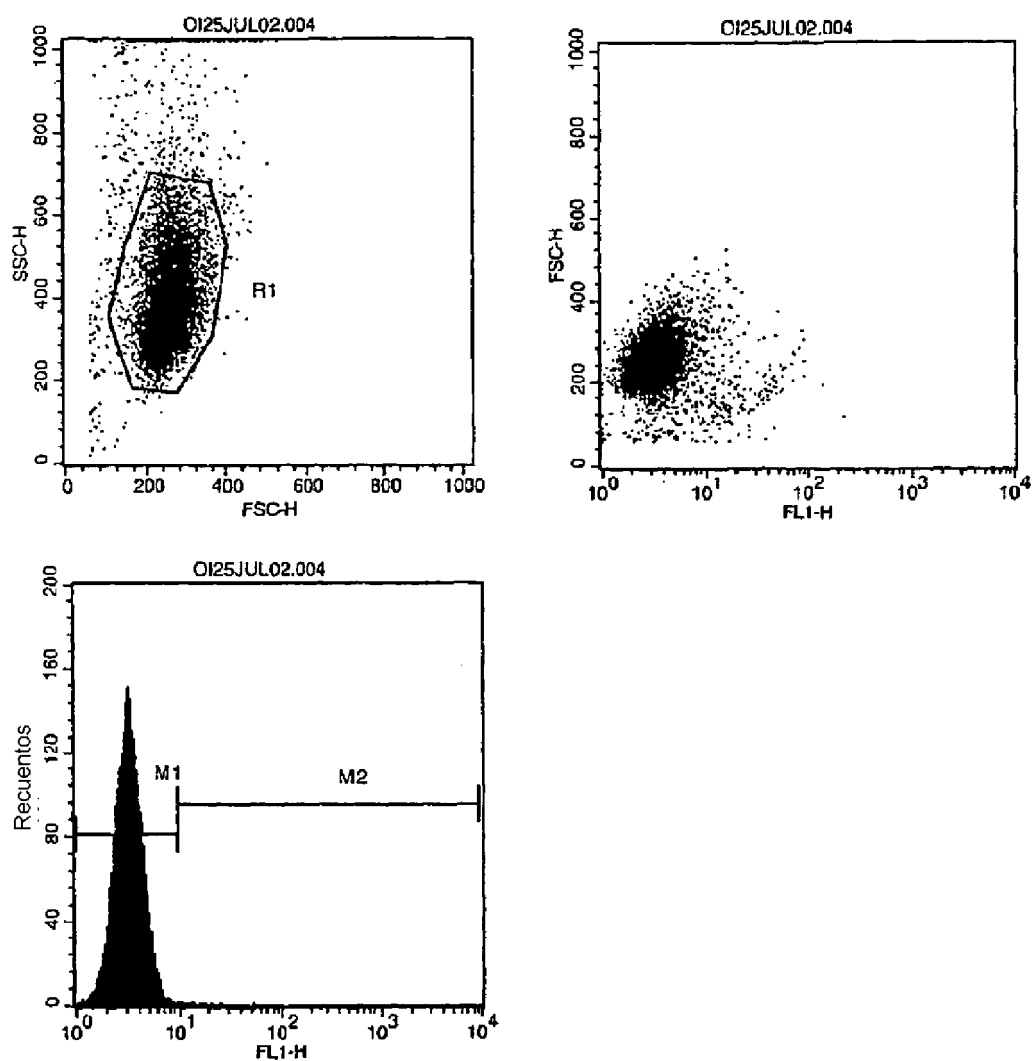 OI25JUL02.004
1000
800
600
400
200
0
SSC-H
R1
0 200 400 600 800 1000
FSC-H
OI25JUL02.004
1000
800
600
400
200
0
FSC-H
10^0 10^1 10^2 10^3 10^4
FL1-H
OI25JUL02.004
200
160
120
80
40
0
Recuentos
M1
M2
10^0 10^1 10^2 10^3 10^4
FL1-H